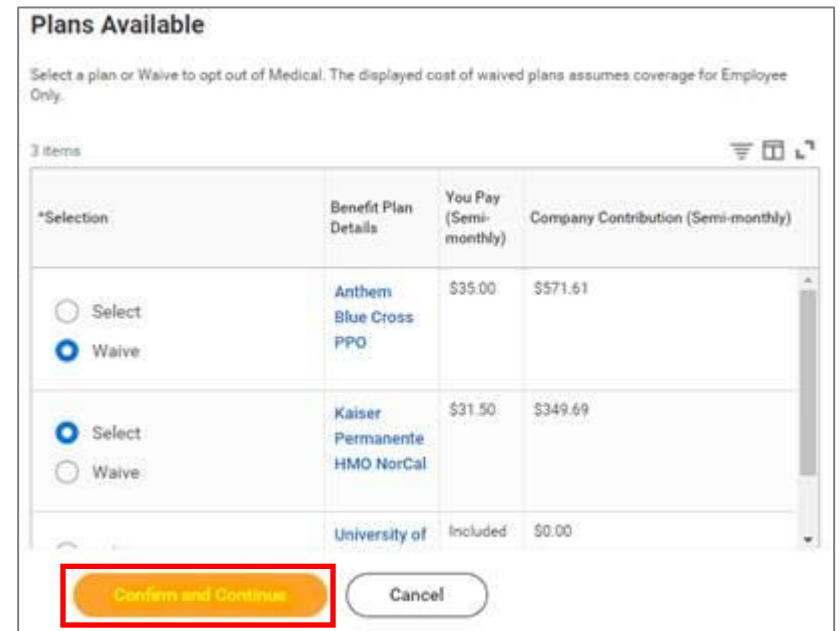 Plans Available
Select a plan or Waive to opt out of Medical. The displayed cost of waived plans assumes coverage for Employee
Only.
3 items
*Selection
Benefit Plan
Details
You Pay
(Semi-
monthly)
Company Contribution (Semi-monthly)
Select
Waive
Anthem
Blue Cross
PPO
$35.00
$571.61
Select
Waive
Kaiser
Permanente
HMO NorCal
$31.50
$349.69
University of
Included
$0.00
Confirm and Continue
Cancel